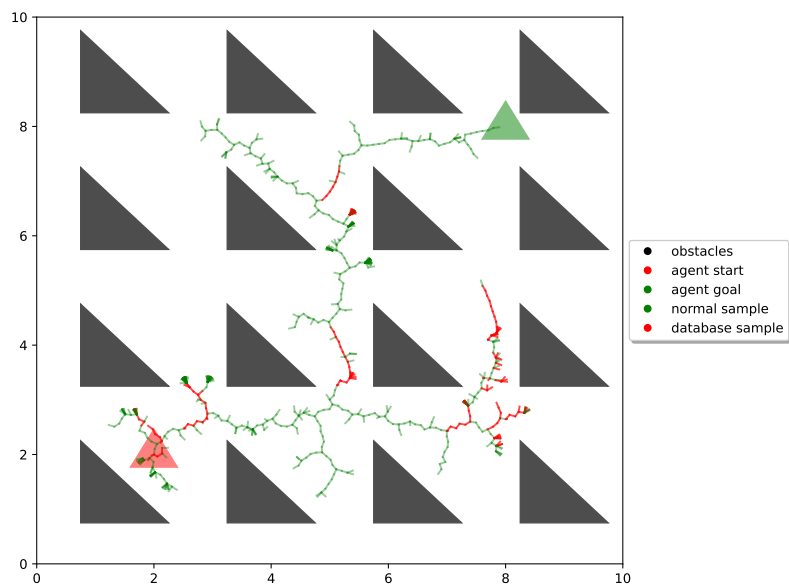 10
8
6
4
2
0
0 2 4 6 8 10
obstacles
agent start
agent goal
normal sample
database sample